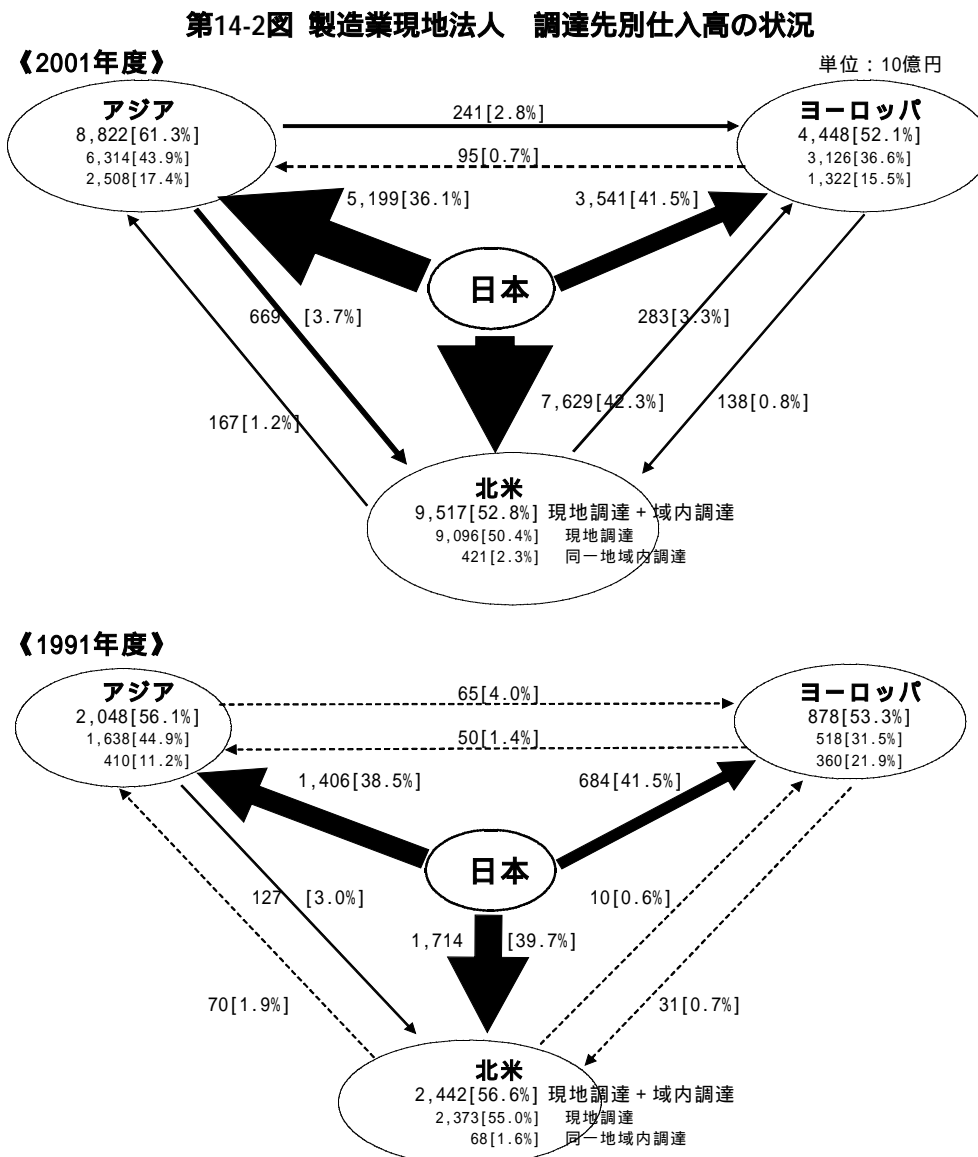 第14-2図 製造業現地法人 調達先別仕入高の状況
《2001年度》
単位:10億円
アジア
8,822[61.3%]
6,314[43.9%]
2,508[17.4%]
241[2.8%]
95[0.7%]
ヨーロッパ
4,448[52.1%]
3,126[36.6%]
1,322[15.5%]
5,199[36.1%]
3,541[41.5%]
日本
669 [3.7%]
283[3.3%]
167[1.2%]
7,629[42.3%]
138[0.8%]
北米
9,517[52.8%] 現地調達+域内調達
9,096[50.4%] 現地調達
421[2.3%] 同一地域内調達
《1991年度》
アジア
2,048[56.1%]
1,638[44.9%]
410[11.2%]
65[4.0%]
50[1.4%]
ヨーロッパ
878[53.3%]
518[31.5%]
360[21.9%]
1,406[38.5%]
684[41.5%]
日本
127 [3.0%]
10[0.6%]
1,714 [39.7%]
70[1.9%]
31[0.7%]
北米
2,442[56.6%] 現地調達+域内調達
2,373[55.0%] 現地調達
68[1.6%] 同一地域内調達